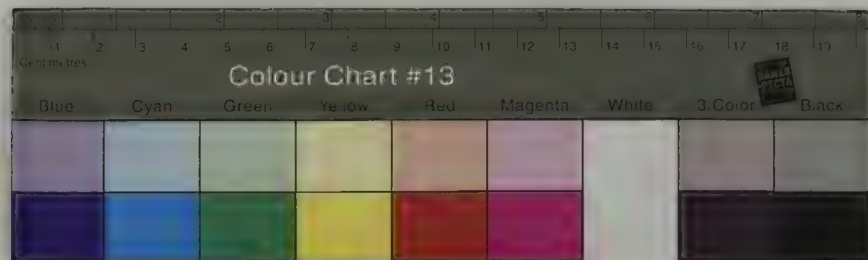 1 2 3 4 5 6 7 8
1 2 3 4 5 6 7 8 9 10 11 12 13 14 15 16 17 18 19
Centimetres
Colour Chart #13
Blue Cyan Green Yellow Red Magenta White 3/Color Black